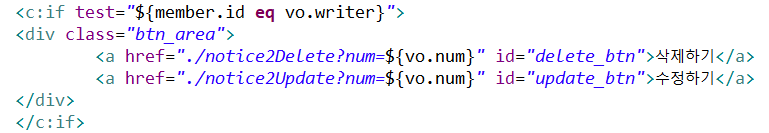 <c:if test="${member.id eq vo.writer}">
<div class="btn_area">
<a href="./notice2Delete?num=${vo.num}" id="delete_btn">삭제하기</a>
<a href="./notice2Update?num=${vo.num}" id="update_btn">수정하기</a>
</div>
</c:if>